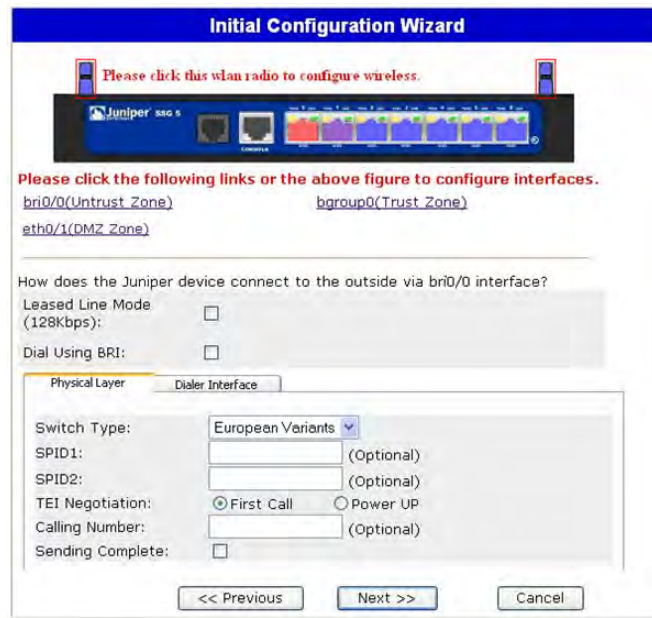 Initial Configuration Wizard
Please click this wlan radio to configure wireless.
Juniper SSG 5
CONSOLE
Please click the following links or the above figure to configure interfaces.
bri0/0(Untrust Zone) bgroup0(Trust Zone)
eth0/1(DMZ Zone)
How does the Juniper device connect to the outside via bri0/0 interface?
Leased Line Mode
(128Kbps):
Dial Using BRI:
Physical Layer Dialer Interface
Switch Type: European Variants
SPID1: (Optional)
SPID2: (Optional)
TEI Negotiation: First Call Power UP
Calling Number: (Optional)
Sending Complete:
<< Previous Next >> Cancel